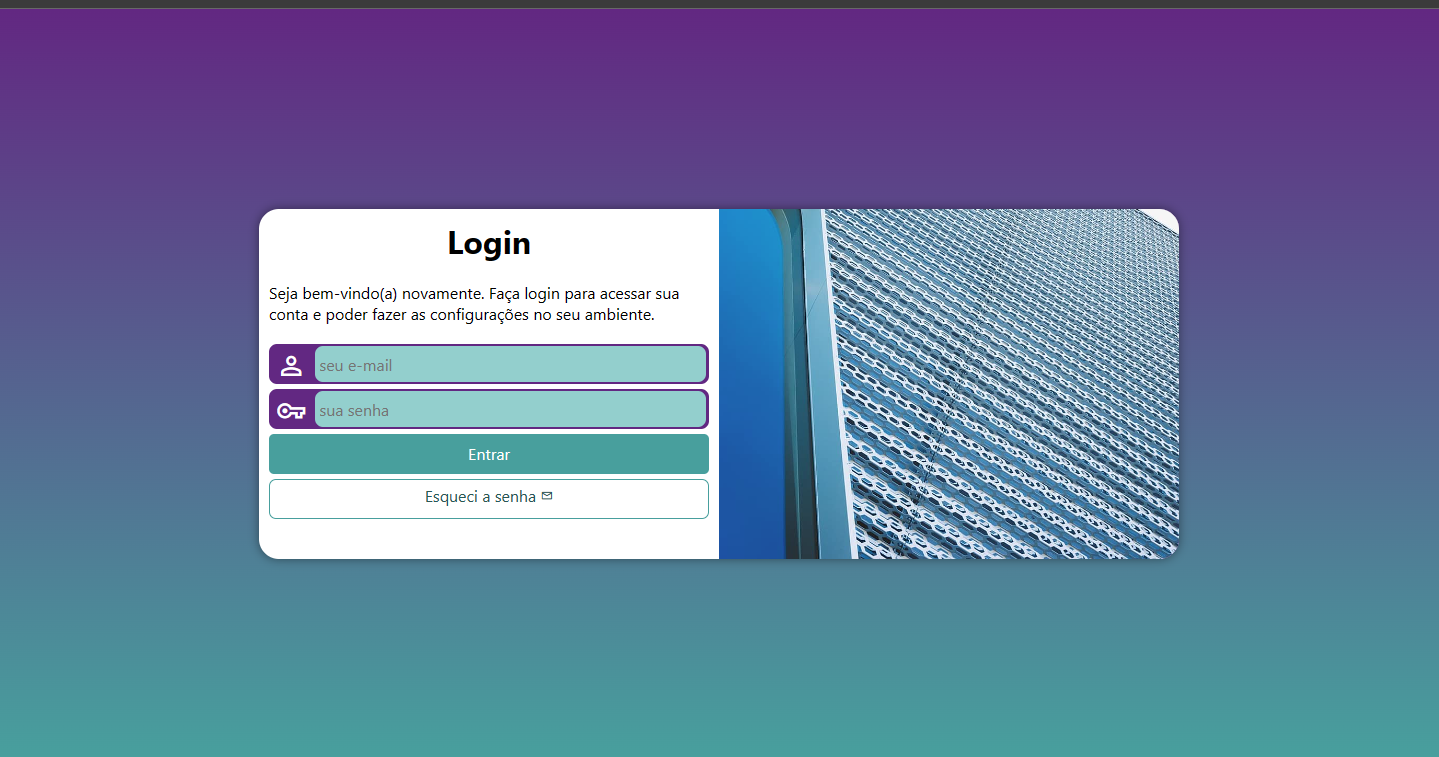 Login
Seja bem-vindo(a) novamente. Faça login para acessar sua
conta e poder fazer as configurações no seu ambiente.
seu e-mail
sua senha
Entrar
Esqueci a senha